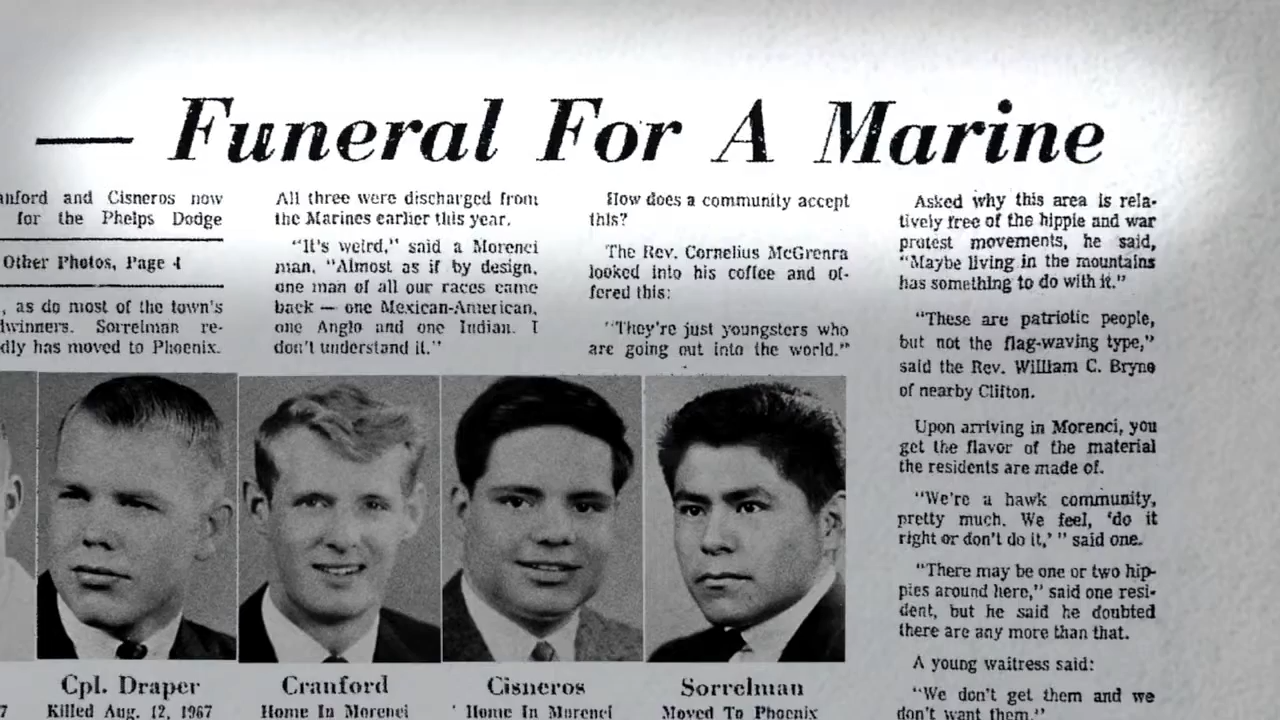 — Funeral For A Marine
anford and Cisneros now
for the Phelps Dodge
Other Photos, Page 4
, as do most of the town's
dwinners. Sorrelman re-
dly has moved to Phoenix.
All three were discharged from
the Marines earlier this year.
"It's weird," said a Morenci
man. "Almost as if by design,
one man of all our races came
back — one Mexican-American,
one Anglo and one Indian. I
don't understand it."
How does a community accept
this?
The Rev. Cornelius McGrenra
looked into his coffee and of-
fered this:
"They're just youngsters who
are going out into the world."
Asked why this area is rela-
tively free of the hippie and war
protest movements, he said,
"Maybe living in the mountains
has something to do with it."
"These are patriotic people,
but not the flag-waving type,"
said the Rev. William C. Bryne
of nearby Clifton.
Upon arriving in Morenci, you
get the flavor of the material
the residents are made of.
"We're a hawk community,
pretty much. We feel, 'do it
right or don't do it,' " said one.
"There may be one or two hip-
pies around here," said one resi-
dent, but he said he doubted
there are any more than that.
A young waitress said:
"We don't get them and we
don't want them."
7
Cpl. Draper
Killed Aug. 12, 1967
Cranford
Home In Morenci
Cisneros
Home In Morenci
Sorrelman
Moved To Phoenix